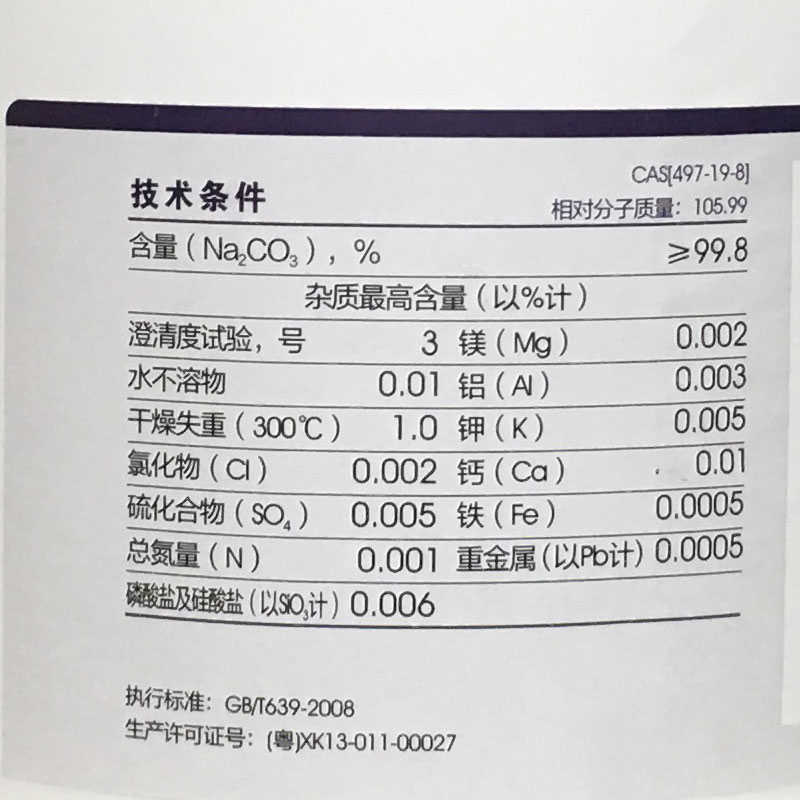 CAS[497-19-8]
技术条件 相对分子质量：105.99
含量（Na₂CO₃），% ≥99.8
杂质最高含量（以%计）
澄清度试验，号 3 镁（Mg） 0.002
水不溶物 0.01 铝（Al） 0.003
干燥失重（300℃） 1.0 钾（K） 0.005
氯化物（Cl） 0.002 钙（Ca） 0.01
硫化合物（SO₄） 0.005 铁（Fe） 0.0005
总氮量（N） 0.001 重金属（以Pb计） 0.0005
磷酸盐及硅酸盐（以SiO₃计） 0.006
执行标准：GB/T639-2008
生产许可证号：(粤)XK13-011-00027